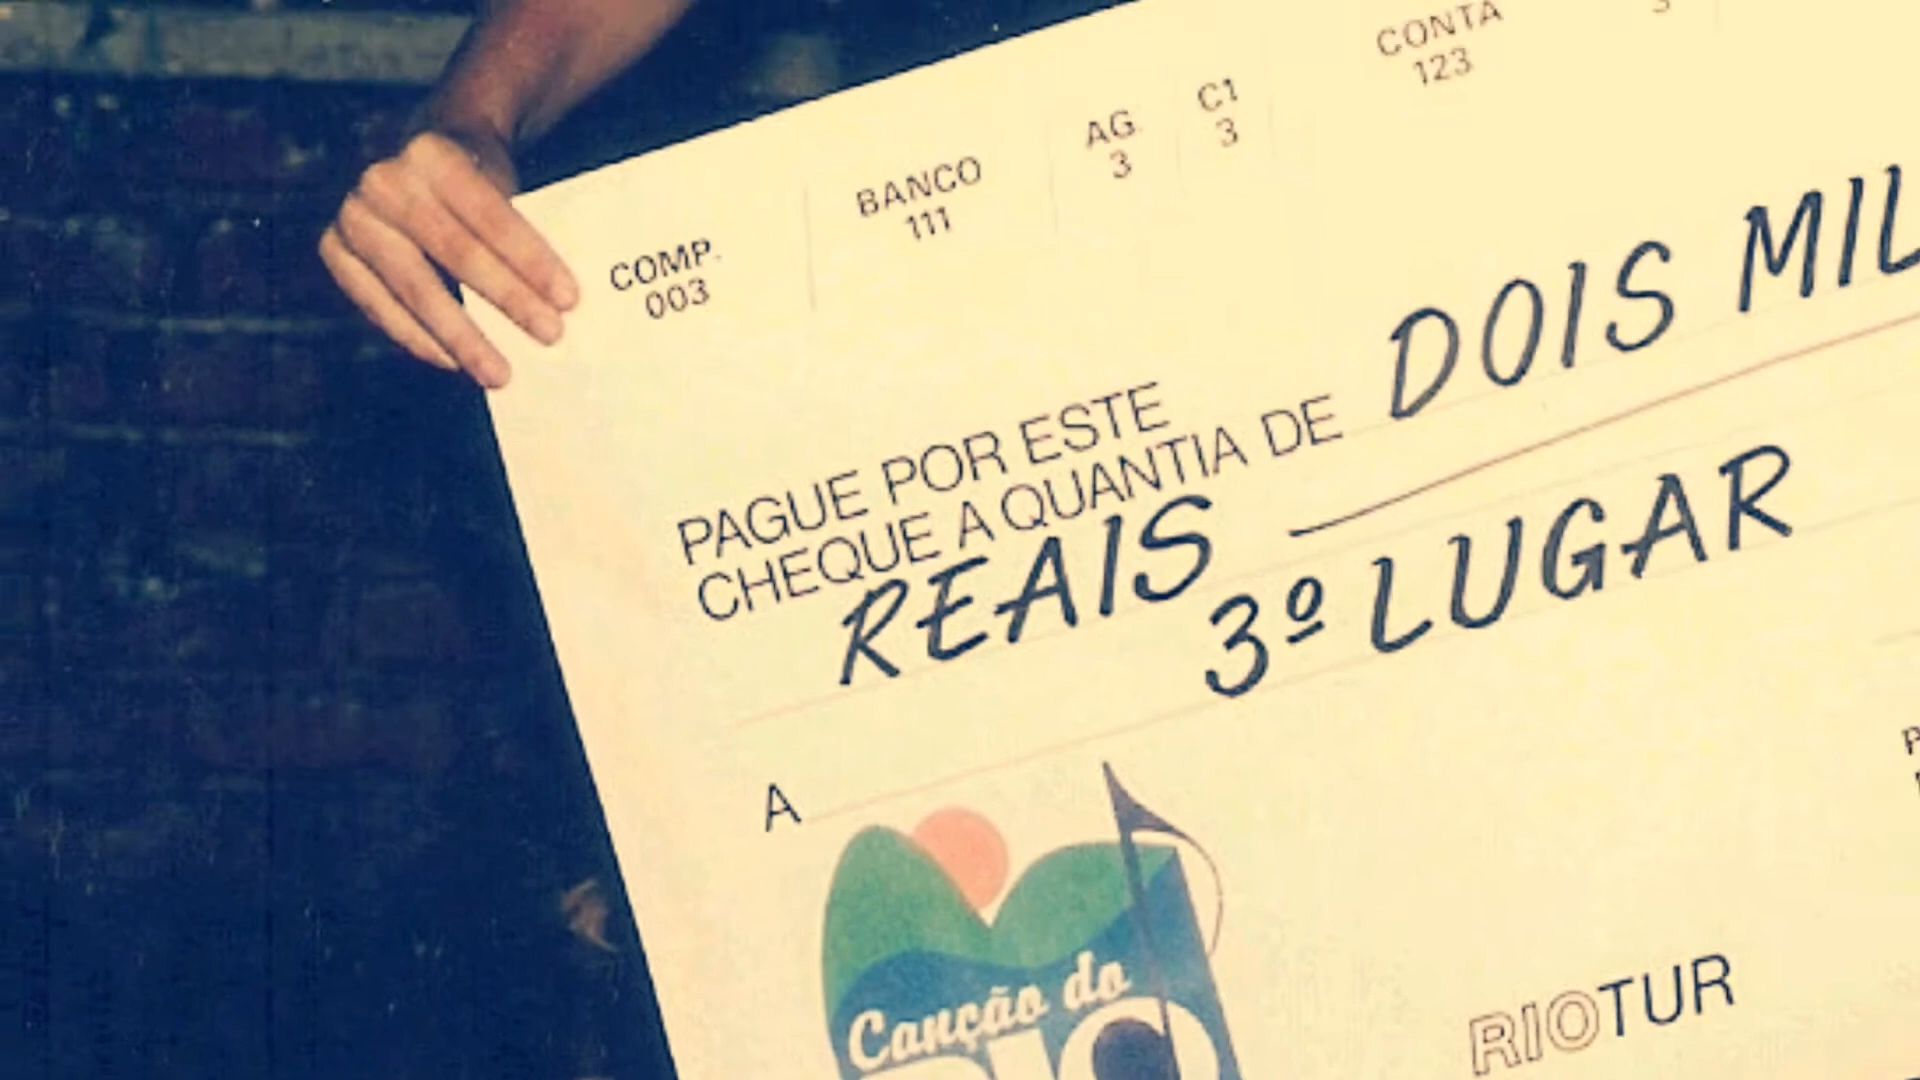 COMP.
003
BANCO
111
AG.
3
C1
3
CONTA
123
PAGUE POR ESTE
CHEQUE A QUANTIA DE DOIS MIL
REAIS
3º LUGAR
A
Canção do
RIO
RIOTUR